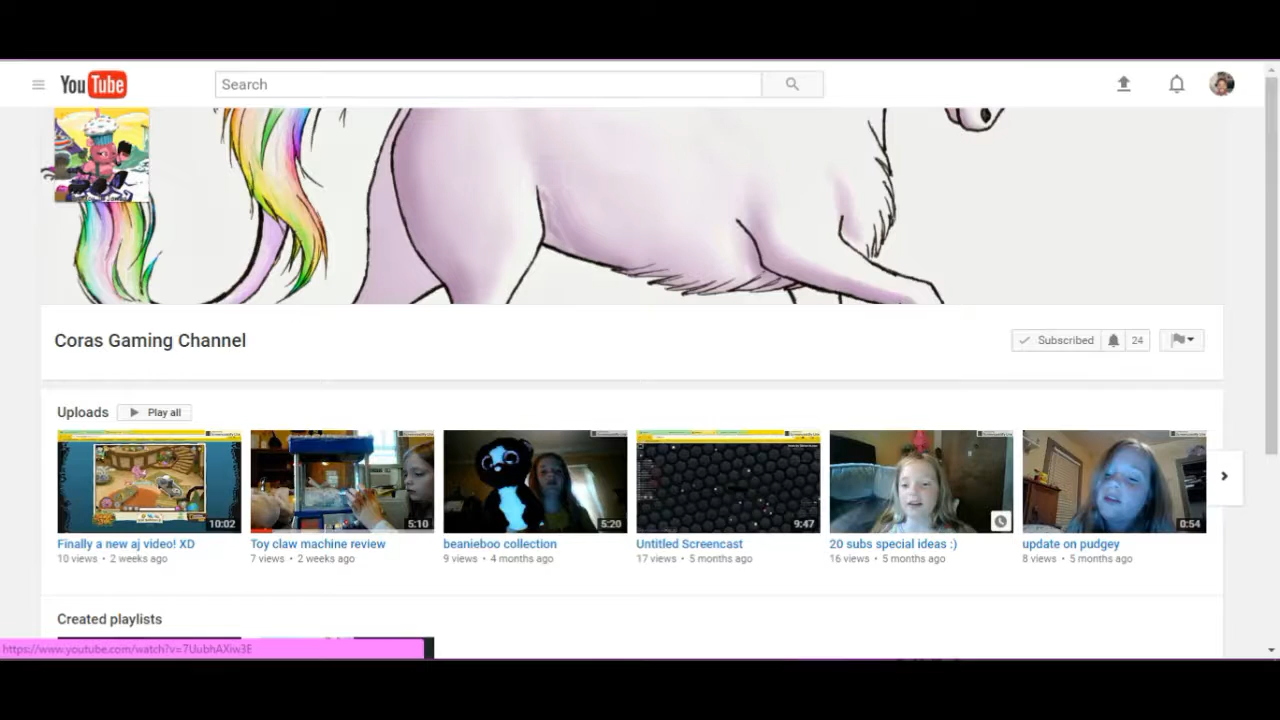 YouTube
Search
Coras Gaming Channel
Subscribed 24
Uploads Play all
10:02
5:10
5:20
9:47
0:54
Finally a new aj video! XD
Toy claw machine review
beanieboo collection
Untitled Screencast
20 subs special ideas :)
update on pudgey
10 views • 2 weeks ago
7 views • 2 weeks ago
9 views • 4 months ago
17 views • 5 months ago
16 views • 5 months ago
8 views • 5 months ago
Created playlists
https://www.youtube.com/watch?v=7UubhAXiw3E